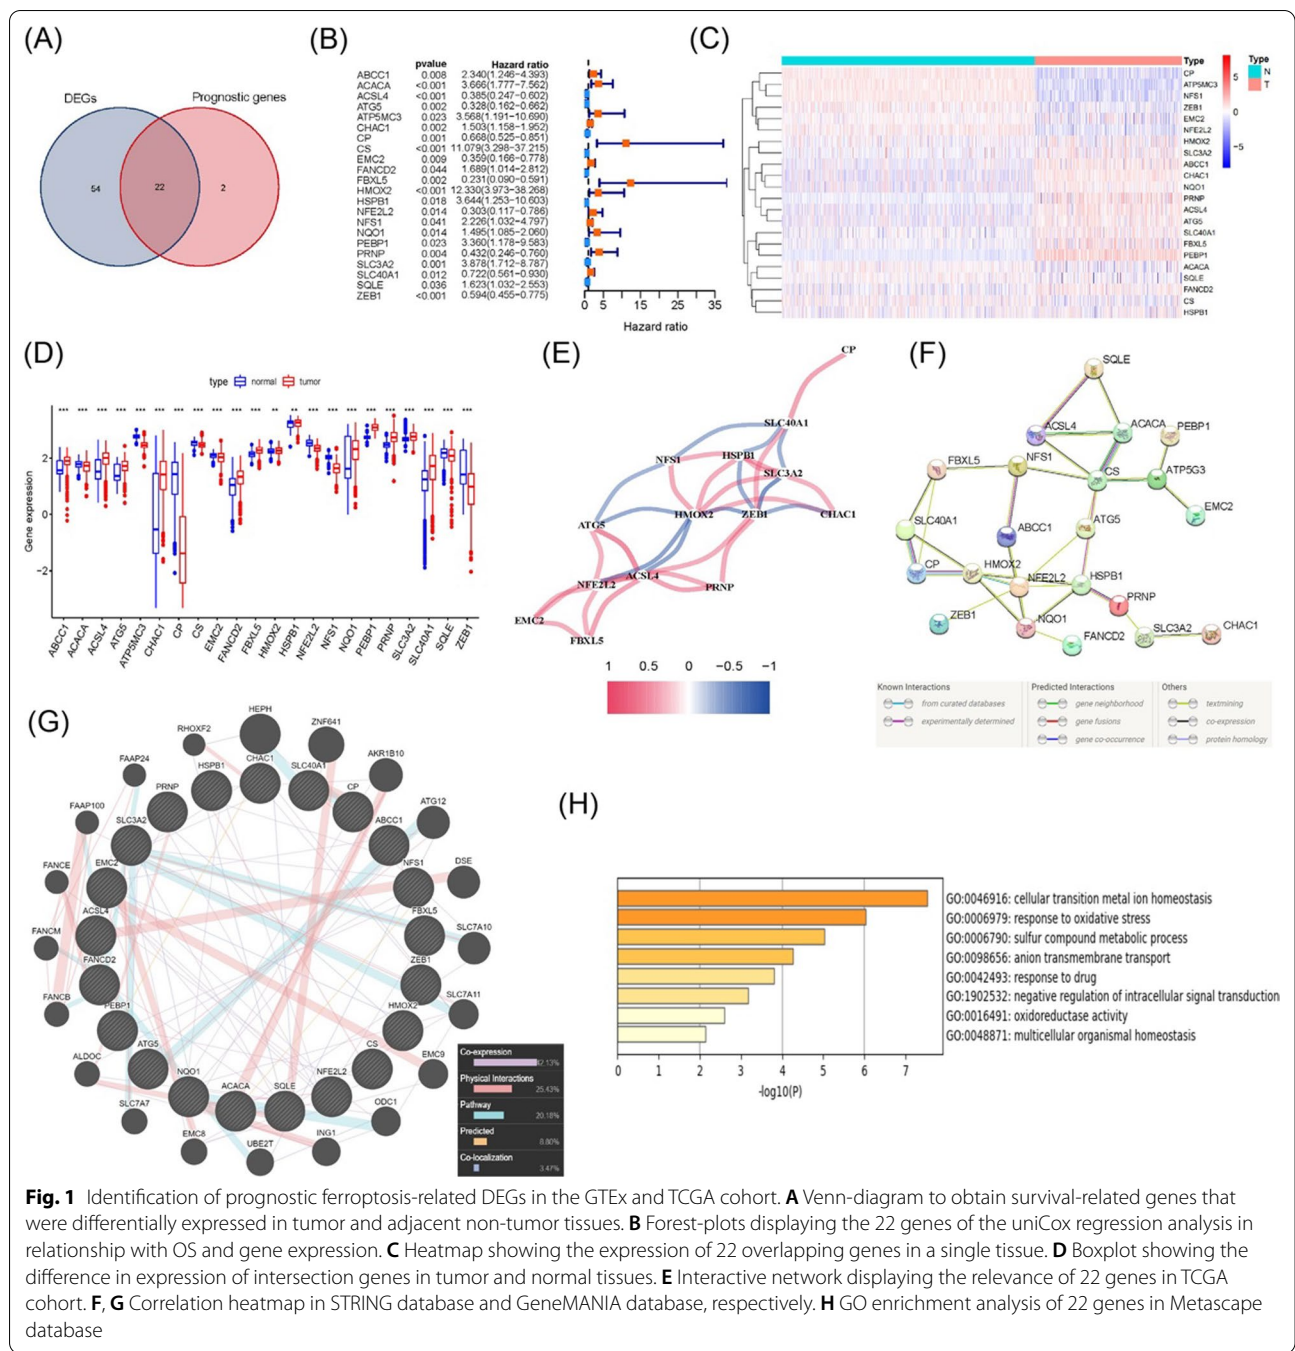 (A)
DEGs
Prognostic genes
54
22
2
(B)
pvalue Hazard ratio
ABCC1 0.008 2.340(1.246−4.393)
ACACA <0.001 3.666(1.777−7.562)
ACSL4 <0.001 0.385(0.247−0.602)
ATG5 0.002 0.328(0.162−0.662)
ATP5MC3 0.023 3.568(1.191−10.690)
CHAC1 0.002 1.503(1.158−1.952)
CP 0.001 0.668(0.525−0.851)
CS <0.001 11.079(3.298−37.215)
EMC2 0.009 0.359(0.166−0.778)
FANCD2 0.044 1.689(1.014−2.812)
FBXL5 0.002 0.231(0.090−0.591)
HMOX2 <0.001 12.330(3.973−38.268)
HSPB1 0.018 3.644(1.253−10.603)
NFE2L2 0.014 0.303(0.117−0.786)
NFS1 0.041 2.226(1.032−4.797)
NQO1 0.014 1.495(1.085−2.060)
PEBP1 0.023 3.360(1.178−9.583)
PRNP 0.004 0.432(0.246−0.760)
SLC3A2 0.001 3.878(1.712−8.787)
SLC40A1 0.012 0.722(0.561−0.930)
SQLE 0.036 1.623(1.032−2.553)
ZEB1 <0.001 0.594(0.455−0.775)
0 5 15 25 35
Hazard ratio
(C)
Type
CP
ATP5MC3
NFS1
ZEB1
EMC2
NFE2L2
HMOX2
SLC3A2
ABCC1
CHAC1
NQO1
PRNP
ACSL4
ATG5
SLC40A1
FBXL5
PEBP1
ACACA
SQLE
FANCD2
CS
HSPB1
5
0
−5
Type
N
T
(D)
type normal tumor
*** *** *** *** *** *** *** *** *** *** *** ** ** *** *** *** *** *** *** *** *** ***
Gene expression
2
0
−2
ABCC1
ACACA
ACSL4
ATG5
ATP5MC3
CHAC1
CP
CS
EMC2
FANCD2
FBXL5
HMOX2
HSPB1
NFE2L2
NFS1
NQO1
PEBP1
PRNP
SLC3A2
SLC40A1
SQLE
ZEB1
(E)
CP
SLC40A1
NFS1
HSPB1
SLC3A2
ATG5
HMOX2
ZEB1
CHAC1
NFE2L2
ACSL4
PRNP
EMC2
FBXL5
1 0.5 0 −0.5 −1
(F)
SQLE
ACSL4
ACACA
PEBP1
FBXL5
NFS1
CS
ATP5G3
EMC2
SLC40A1
ABCC1
ATG5
CP
HMOX2
NFE2L2
HSPB1
PRNP
ZEB1
NQO1
FANCD2
SLC3A2
CHAC1
Known Interactions
from curated databases
experimentally determined
Predicted Interactions
gene neighborhood
gene fusions
gene co-occurrence
Others
textmining
co-expression
protein homology
(G)
HEPH
ZNF641
RHOXF2
AKR1B10
FAAP24
HSPB1
CHAC1
SLC40A1
PRNP
CP
FAAP100
SLC3A2
ABCC1
ATG12
FANCE
EMC2
NFS1
DSE
ACSL4
FBXL5
FANCM
SLC7A10
FANCD2
ZEB1
FANCB
PEBP1
HMOX2
SLC7A11
ATG5
CS
ALDOC
NQO1
ACACA
SQLE
NFE2L2
EMC9
SLC7A7
ODC1
EMC8
UBE2T
ING1
Co-expression
42.13%
Physical Interactions
25.43%
Pathway
20.18%
Predicted
8.80%
Co-localization
3.47%
(H)
GO:0046916: cellular transition metal ion homeostasis
GO:0006979: response to oxidative stress
GO:0006790: sulfur compound metabolic process
GO:0098656: anion transmembrane transport
GO:0042493: response to drug
GO:1902532: negative regulation of intracellular signal transduction
GO:0016491: oxidoreductase activity
GO:0048871: multicellular organismal homeostasis
0 1 2 3 4 5 6 7
-log10(P)
Fig. 1 Identification of prognostic ferroptosis-related DEGs in the GTEx and TCGA cohort. A Venn-diagram to obtain survival-related genes that
were differentially expressed in tumor and adjacent non-tumor tissues. B Forest-plots displaying the 22 genes of the uniCox regression analysis in
relationship with OS and gene expression. C Heatmap showing the expression of 22 overlapping genes in a single tissue. D Boxplot showing the
difference in expression of intersection genes in tumor and normal tissues. E Interactive network displaying the relevance of 22 genes in TCGA
cohort. F, G Correlation heatmap in STRING database and GeneMANIA database, respectively. H GO enrichment analysis of 22 genes in Metascape
database